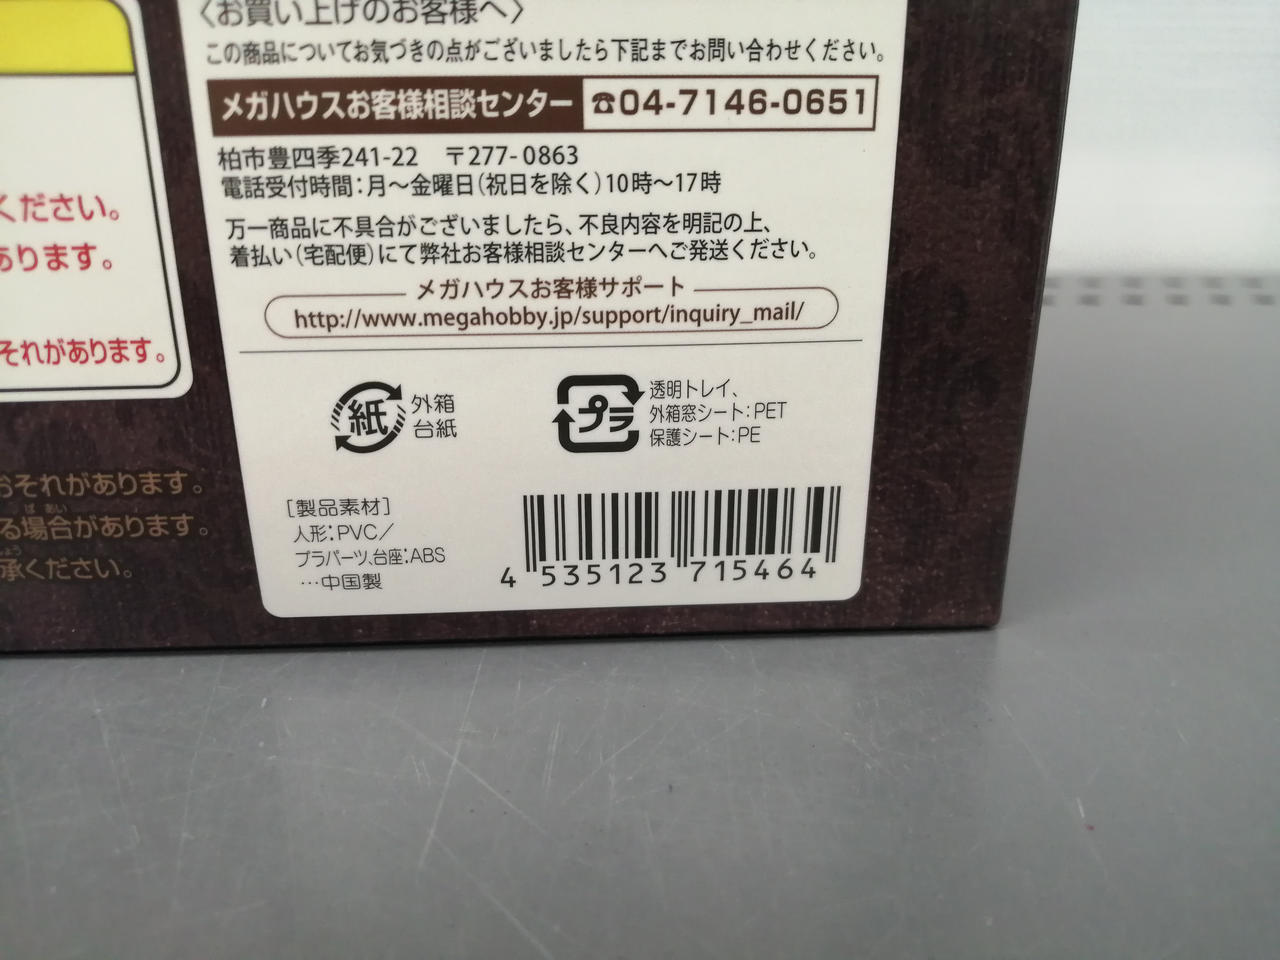 〈お買い上げのお客様へ〉
この商品についてお気づきの点がございましたら下記までお問い合わせください。
メガハウスお客様相談センター ☎04-7146-0651
柏市豊四季241-22 〒277-0863
電話受付時間：月〜金曜日（祝日を除く）10時〜17時
万一商品に不具合がございましたら、不良内容を明記の上、
着払い（宅配便）にて弊社お客様相談センターへご発送ください。
メガハウスお客様サポート
http://www.megahobby.jp/support/inquiry_mail/
紙 外箱
台紙
プラ 透明トレイ、
外箱窓シート：PET
保護シート：PE
［製品素材］
人形：PVC／
プラパーツ、台座：ABS
…中国製
4 535123 715464
ください。
あります。
それがあります。
おそれがあります。
る場合があります。
ばあい
承ください。